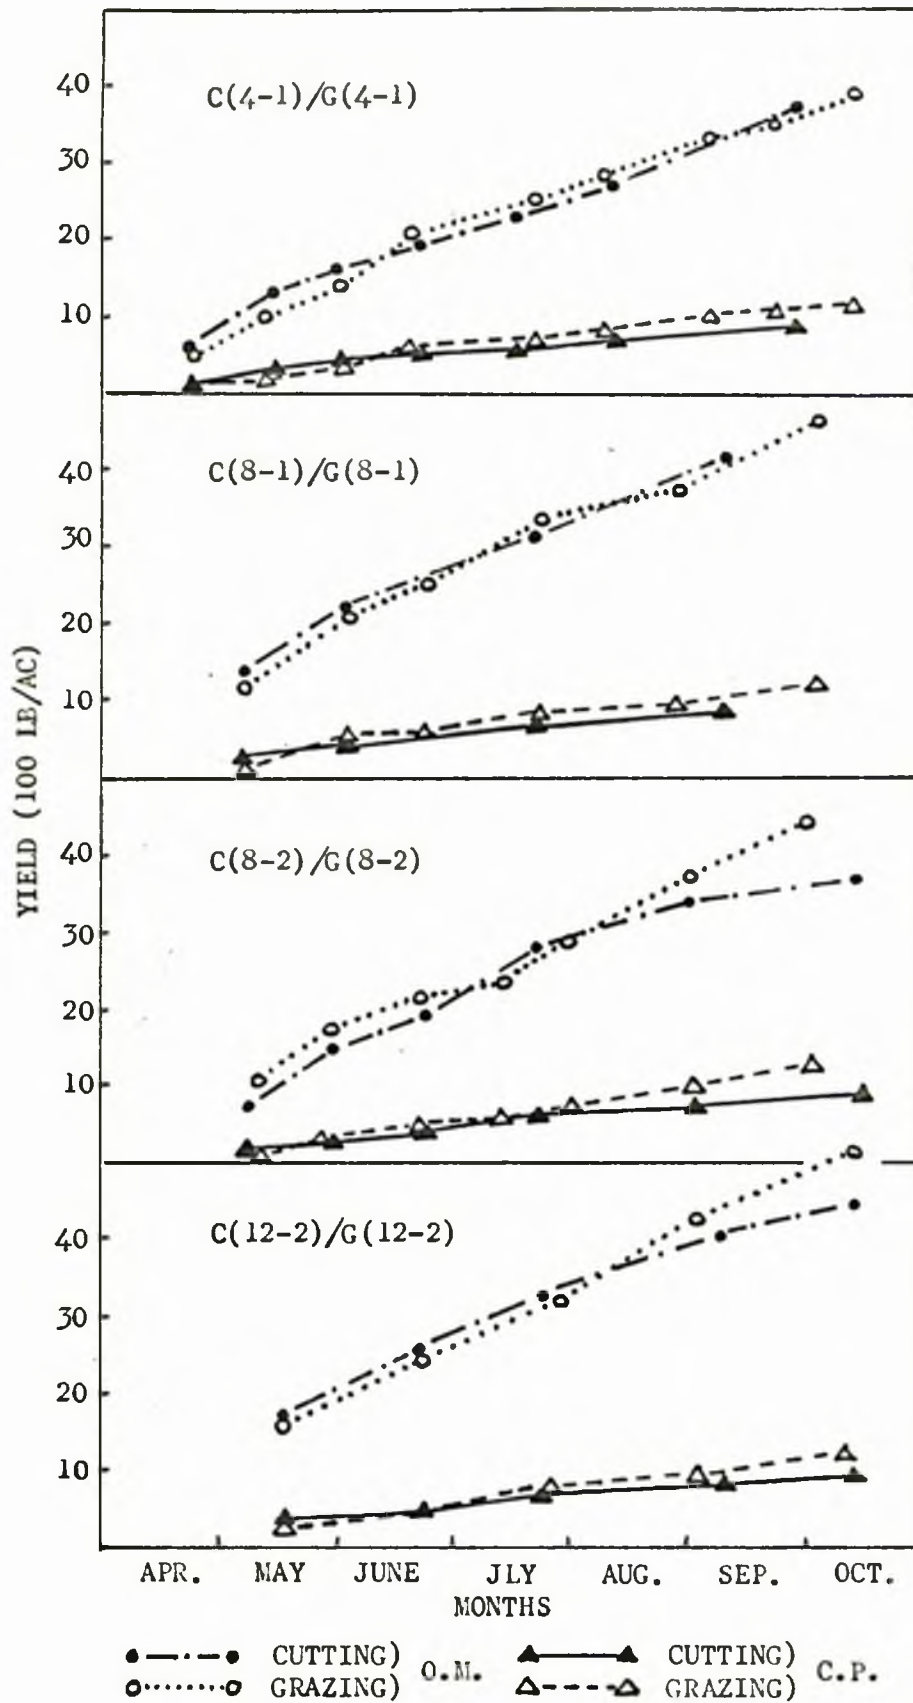 C(4-1)/G(4-1)
40
30
20
10
C(8-1)/G(8-1)
40
30
20
10
YIELD (100 LB/AC)
C(8-2)/G(8-2)
40
30
20
10
C(12-2)/G(12-2)
40
30
20
10
APR. MAY JUNE JLY AUG. SEP. OCT.
MONTHS
CUTTING) O.M. CUTTING) C.P.
GRAZING) GRAZING)